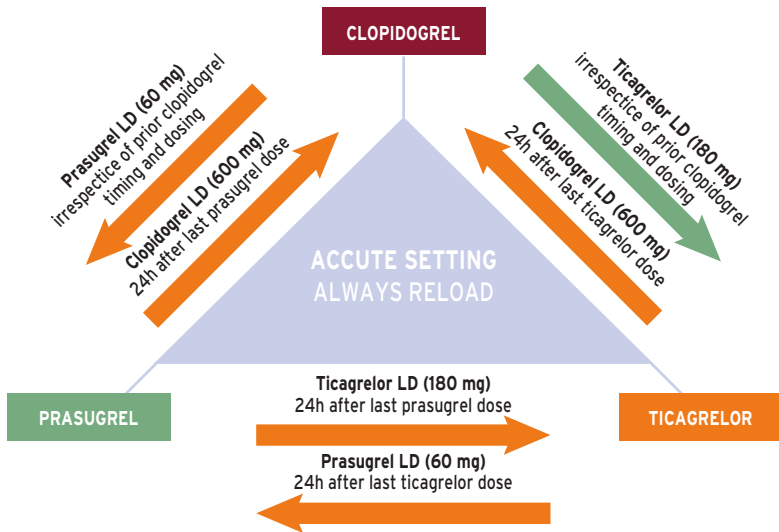 CLOPIDOGREL
Prasugrel LD (60 mg)
irrespectice of prior clopidogrel
timing and dosing
Clopidogrel LD (600 mg)
24h after last prasugrel dose
Ticagrelor LD (180 mg)
irrespectice of prior clopidogrel
timing and dosing
Clopidogrel LD (600 mg)
24h after last ticagrelor dose
ACCUTE SETTING
ALWAYS RELOAD
PRASUGREL
Ticagrelor LD (180 mg)
24h after last prasugrel dose
TICAGRELOR
Prasugrel LD (60 mg)
24h after last ticagrelor dose